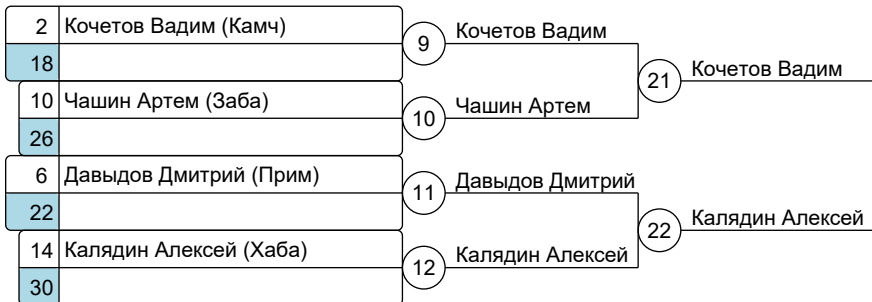 2 Кочетов Вадим (Камч)
9 Кочетов Вадим
18
21 Кочетов Вадим
10 Чашин Артем (Заба)
10 Чашин Артем
26
6 Давыдов Дмитрий (Прим)
11 Давыдов Дмитрий
22
22 Калядин Алексей
14 Калядин Алексей (Хаба)
12 Калядин Алексей
30